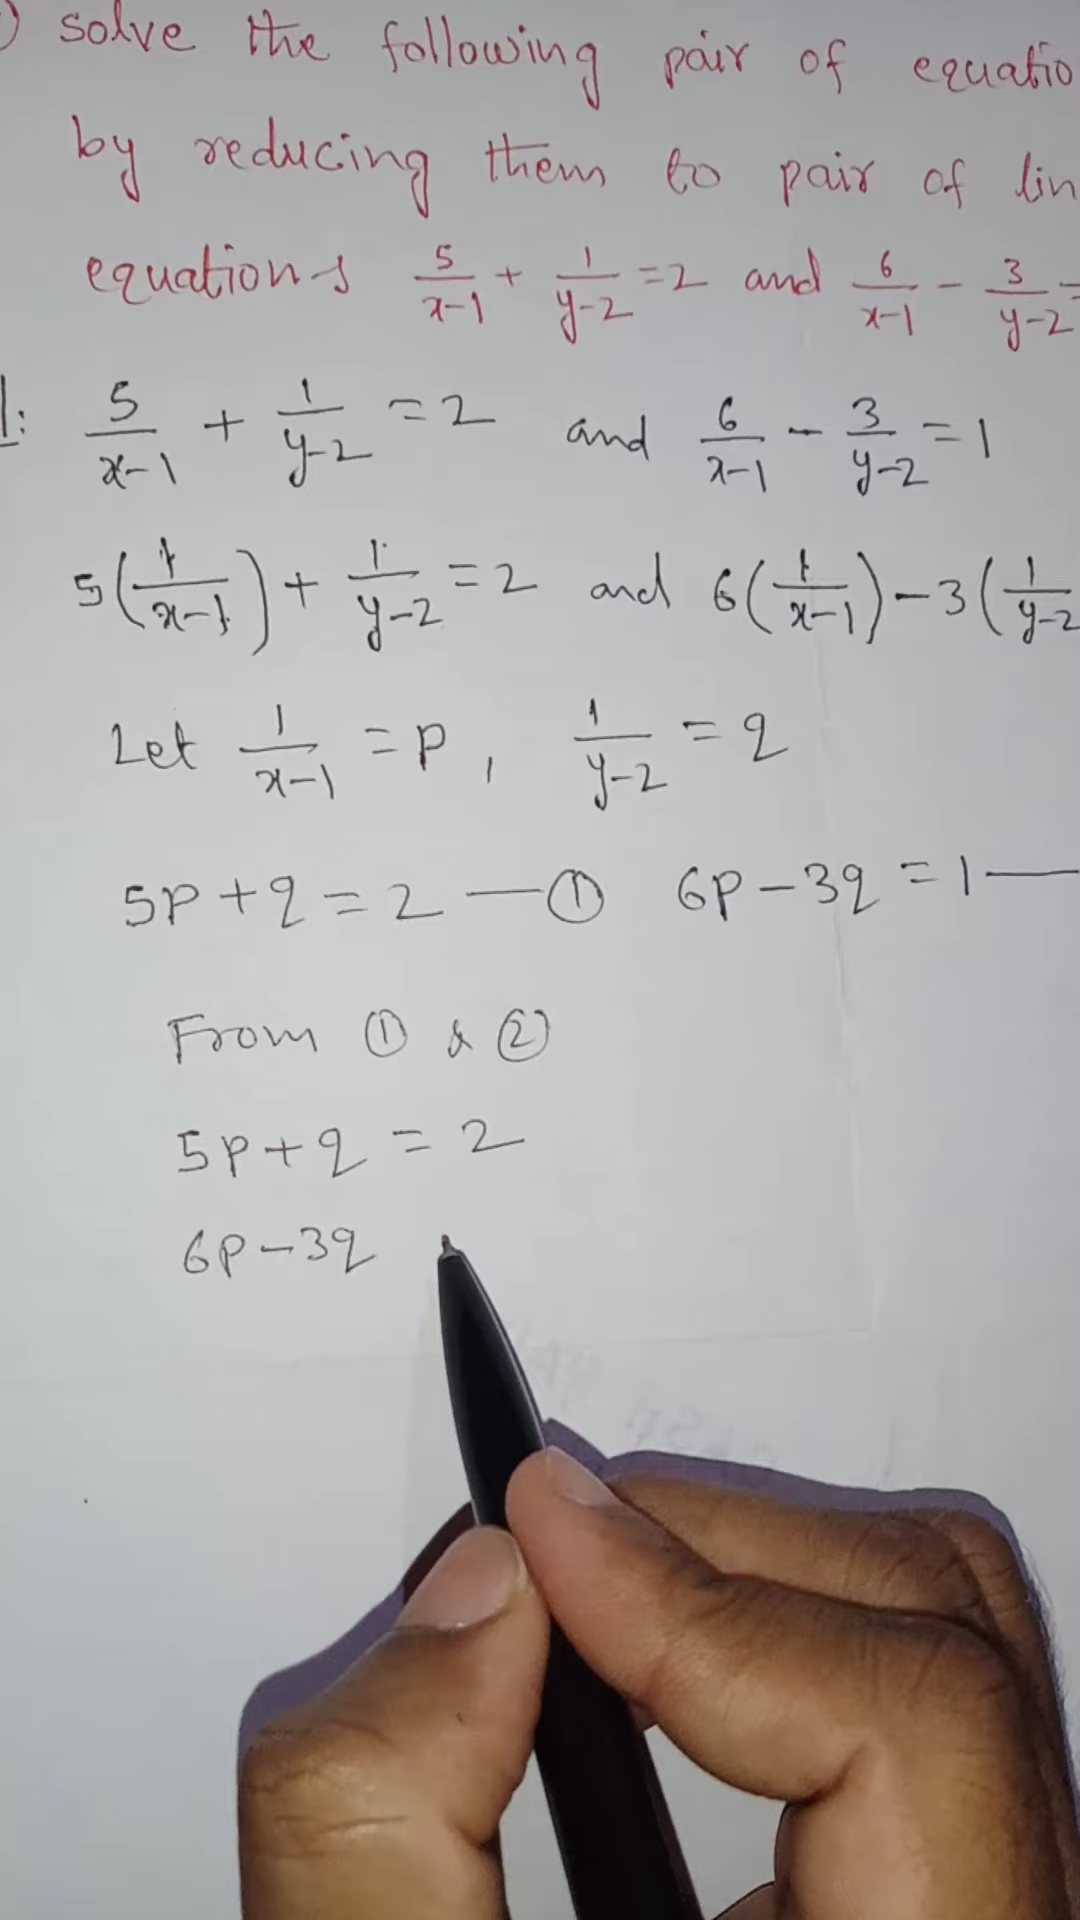 ) solve the following pair of equatio
by reducing them to pair of lin
equations 5/(x-1) + 1/(y-2) = 2 and 6/(x-1) - 3/(y-2) =
l: 5/(x-1) + 1/(y-2) = 2 and 6/(x-1) - 3/(y-2) = 1
5(1/(x-1)) + 1/(y-2) = 2 and 6(1/(x-1)) - 3(1/(y-2
Let 1/(x-1) = p, 1/(y-2) = q
5p + q = 2 — ① 6p - 3q = 1 —
From ① & ②
5p + q = 2
6p - 3q